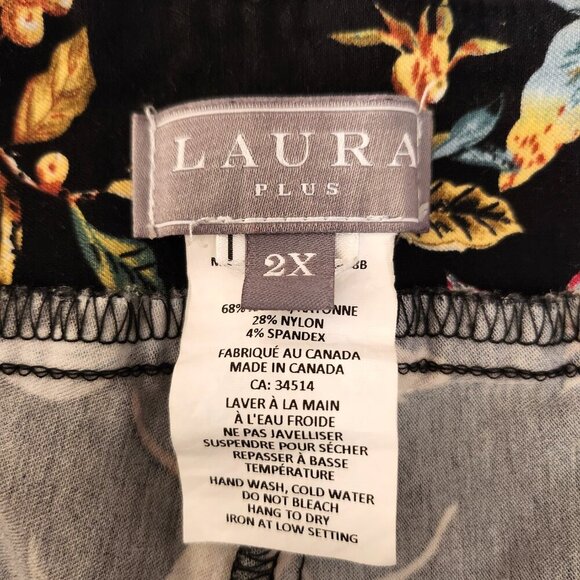 LAURA
PLUS
2X
BB
68%
28% NYLON
4% SPANDEX
FABRIQUÉ AU CANADA
MADE IN CANADA
CA: 34514
LAVER À LA MAIN
À L'EAU FROIDE
NE PAS JAVELLISER
SUSPENDRE POUR SÉCHER
REPASSER À BASSE
TEMPÉRATURE
HAND WASH, COLD WATER
DO NOT BLEACH
HANG TO DRY
IRON AT LOW SETTING